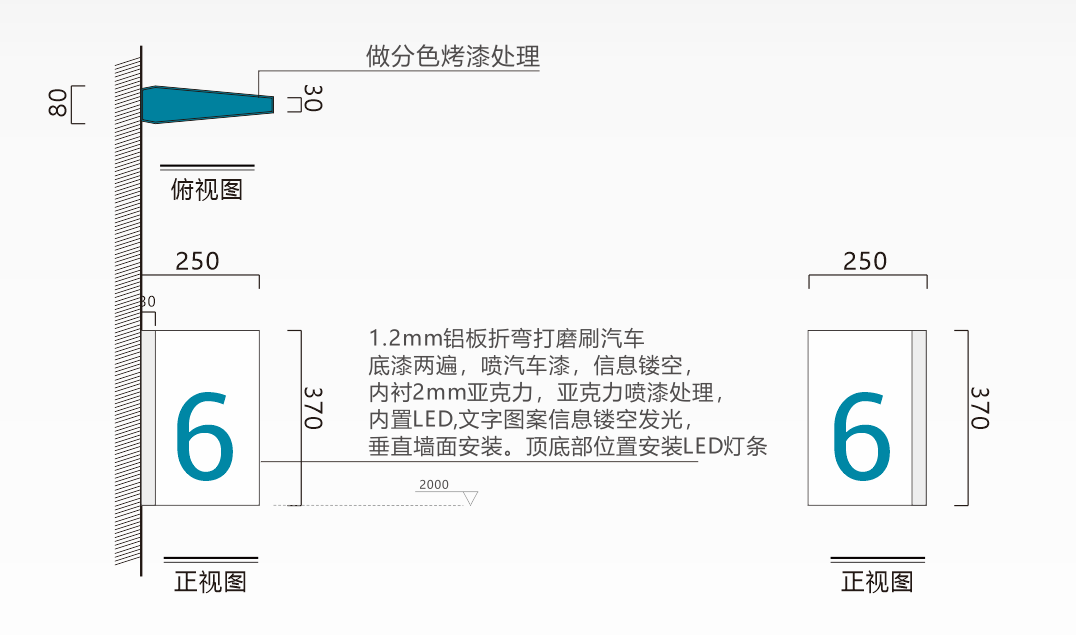 做分色烤漆处理
80
30
俯视图
250
30
1.2mm铝板折弯打磨刷汽车
底漆两遍，喷汽车漆，信息镂空，
内衬2mm亚克力，亚克力喷漆处理，
内置LED,文字图案信息镂空发光，
垂直墙面安装。顶底部位置安装LED灯条
6
370
2000
正视图
250
6
370
正视图